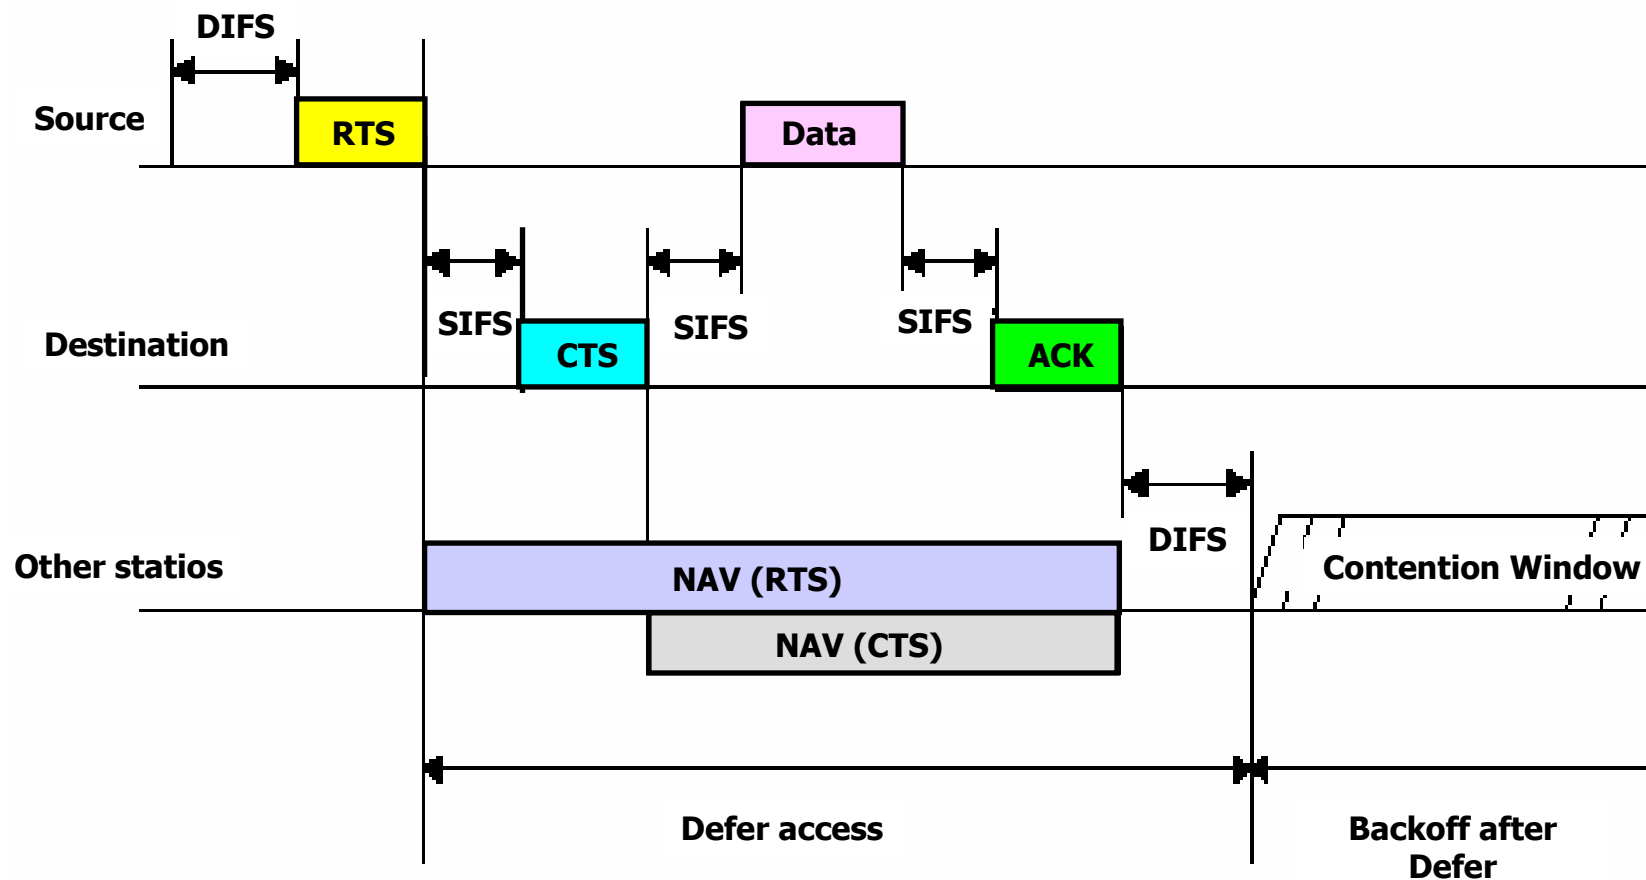 DIFS
Source
RTS
Data
SIFS
SIFS
SIFS
Destination
CTS
ACK
DIFS
Other statios
NAV (RTS)
Contention Window
NAV (CTS)
Defer access
Backoff after
Defer